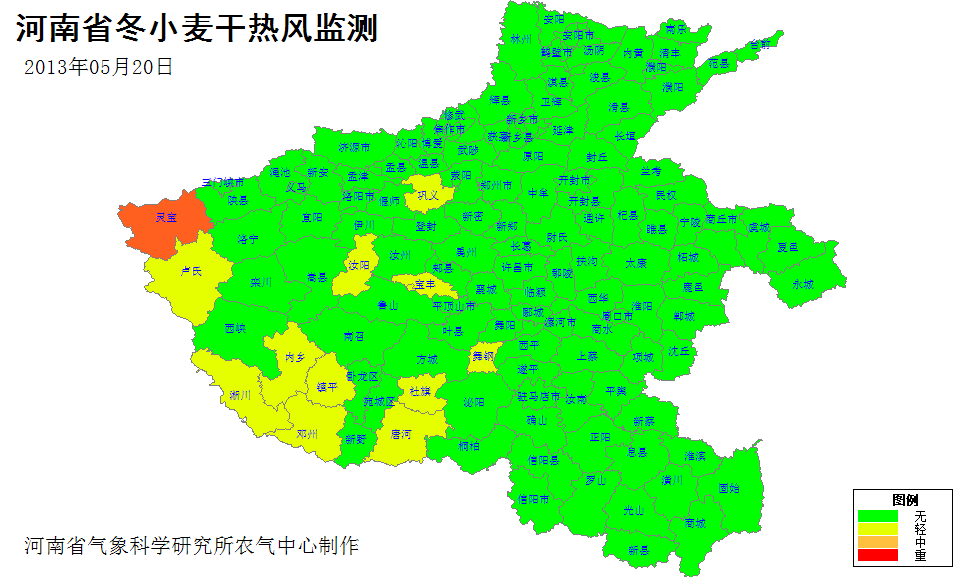 河南省冬小麦干热风监测
2013年05月20日
安阳
林州
安阳市
南乐
台前
鹤壁市
汤阴
内黄
清丰
濮阳
范县
淇县
浚县
濮阳
辉县
卫辉
滑县
修武
新乡市
焦作市
获嘉
新乡县
延津
长垣
济源市
沁阳
博爱
武陟
原阳
封丘
渑池
新安
孟津
孟县
温县
荥阳
兰考
三门峡市
义马
郑州市
开封市
陕县
洛阳市
偃师
巩义
中牟
开封县
民权
灵宝
宜阳
伊川
登封
新密
新郑
通许
杞县
睢县
宁陵
商丘市
虞城
洛宁
尉氏
夏邑
卢氏
汝阳
汝州
禹州
长葛
栾川
嵩县
郏县
许昌市
鄢陵
扶沟
太康
柘城
宝丰
襄城
临颍
西华
淮阳
鹿邑
永城
鲁山
平顶山市
郾城
周口市
郸城
西峡
南召
叶县
舞阳
漯河市
商水
内乡
方城
舞钢
西平
上蔡
项城
沈丘
淅川
镇平
卧龙区
遂平
社旗
宛城区
泌阳
驻马店市
汝南
平舆
邓州
新野
唐河
确山
新蔡
桐柏
正阳
信阳县
息县
淮滨
罗山
潢川
固始
信阳市
光山
商城
新县
图例
无
轻
中
重
河南省气象科学研究所农气中心制作